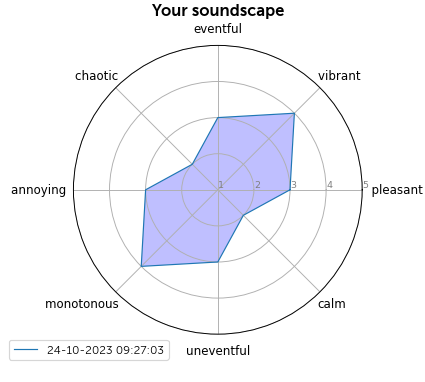 Your soundscape
eventful
chaotic
vibrant
annoying
1
2
3
4
5
pleasant
monotonous
calm
24-10-2023 09:27:03
uneventful